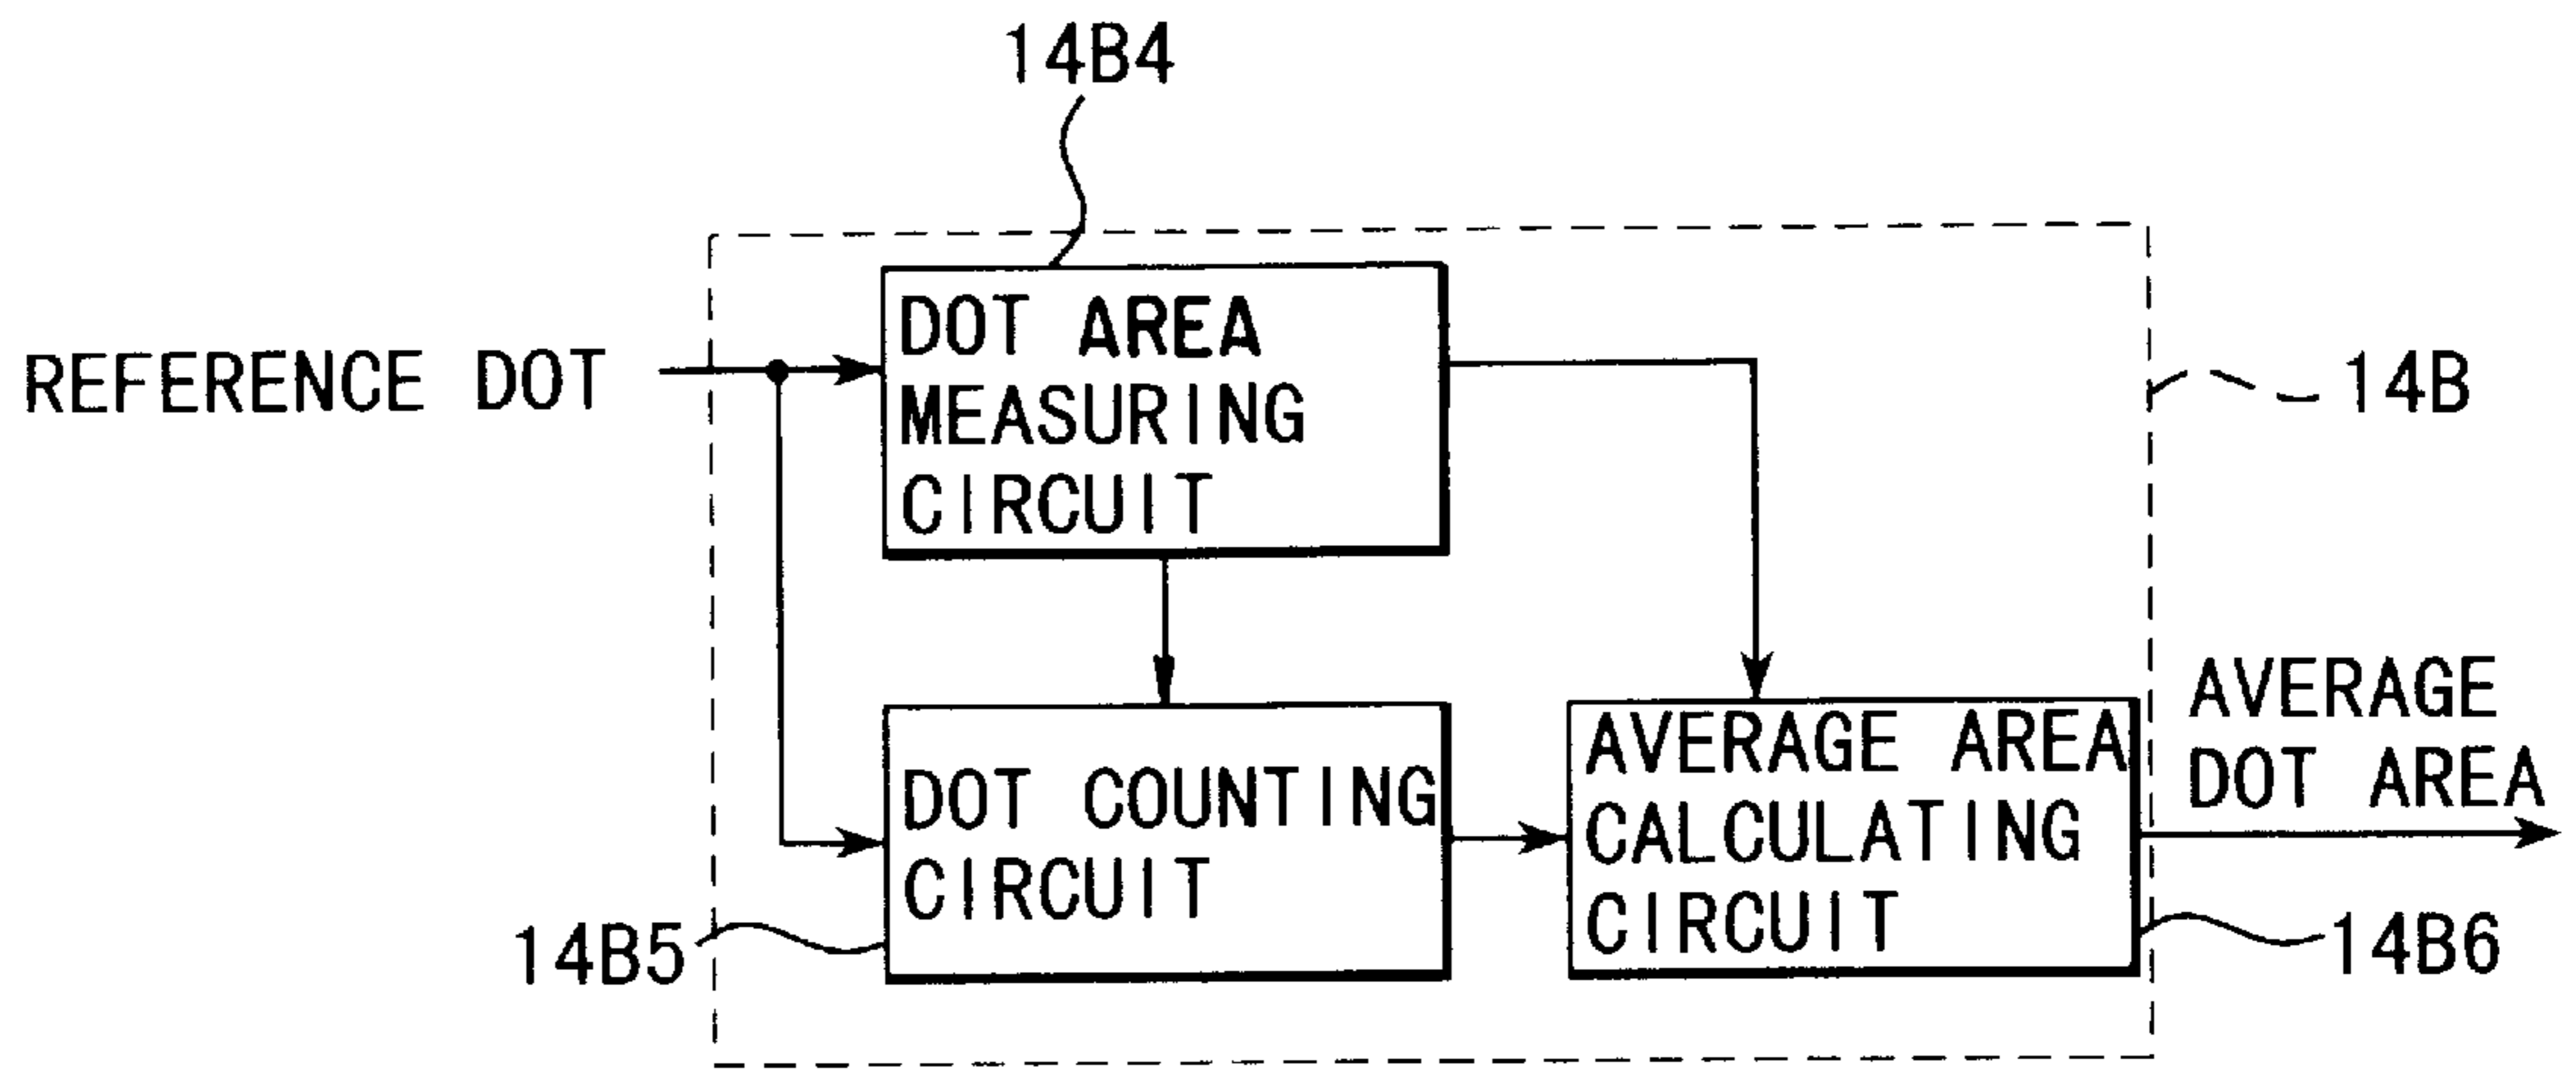 14B4
REFERENCE DOT
DOT AREA
MEASURING
CIRCUIT
14B
DOT COUNTING
CIRCUIT
14B5
AVERAGE AREA
CALCULATING
CIRCUIT
14B6
AVERAGE
DOT AREA